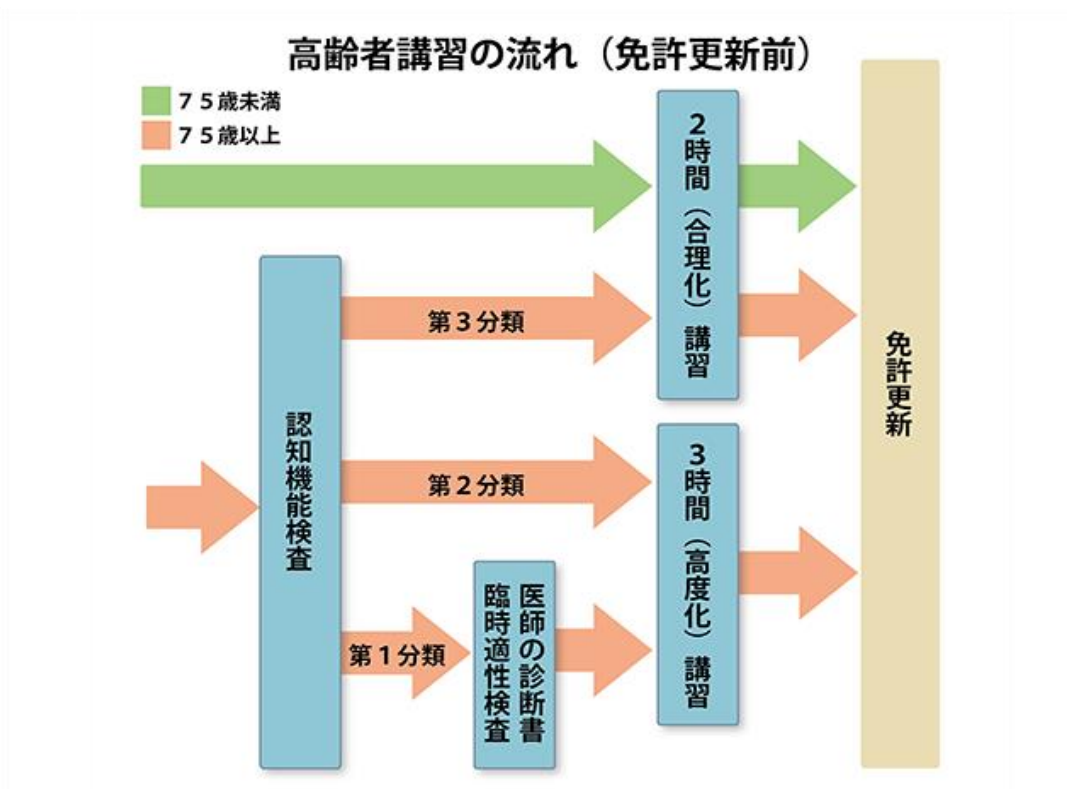 高齢者講習の流れ（免許更新前）
７５歳未満
７５歳以上
２時間（合理化）講習
第３分類
免許更新
認知機能検査
第２分類
３時間（高度化）講習
第１分類
医師の診断書
臨時適性検査